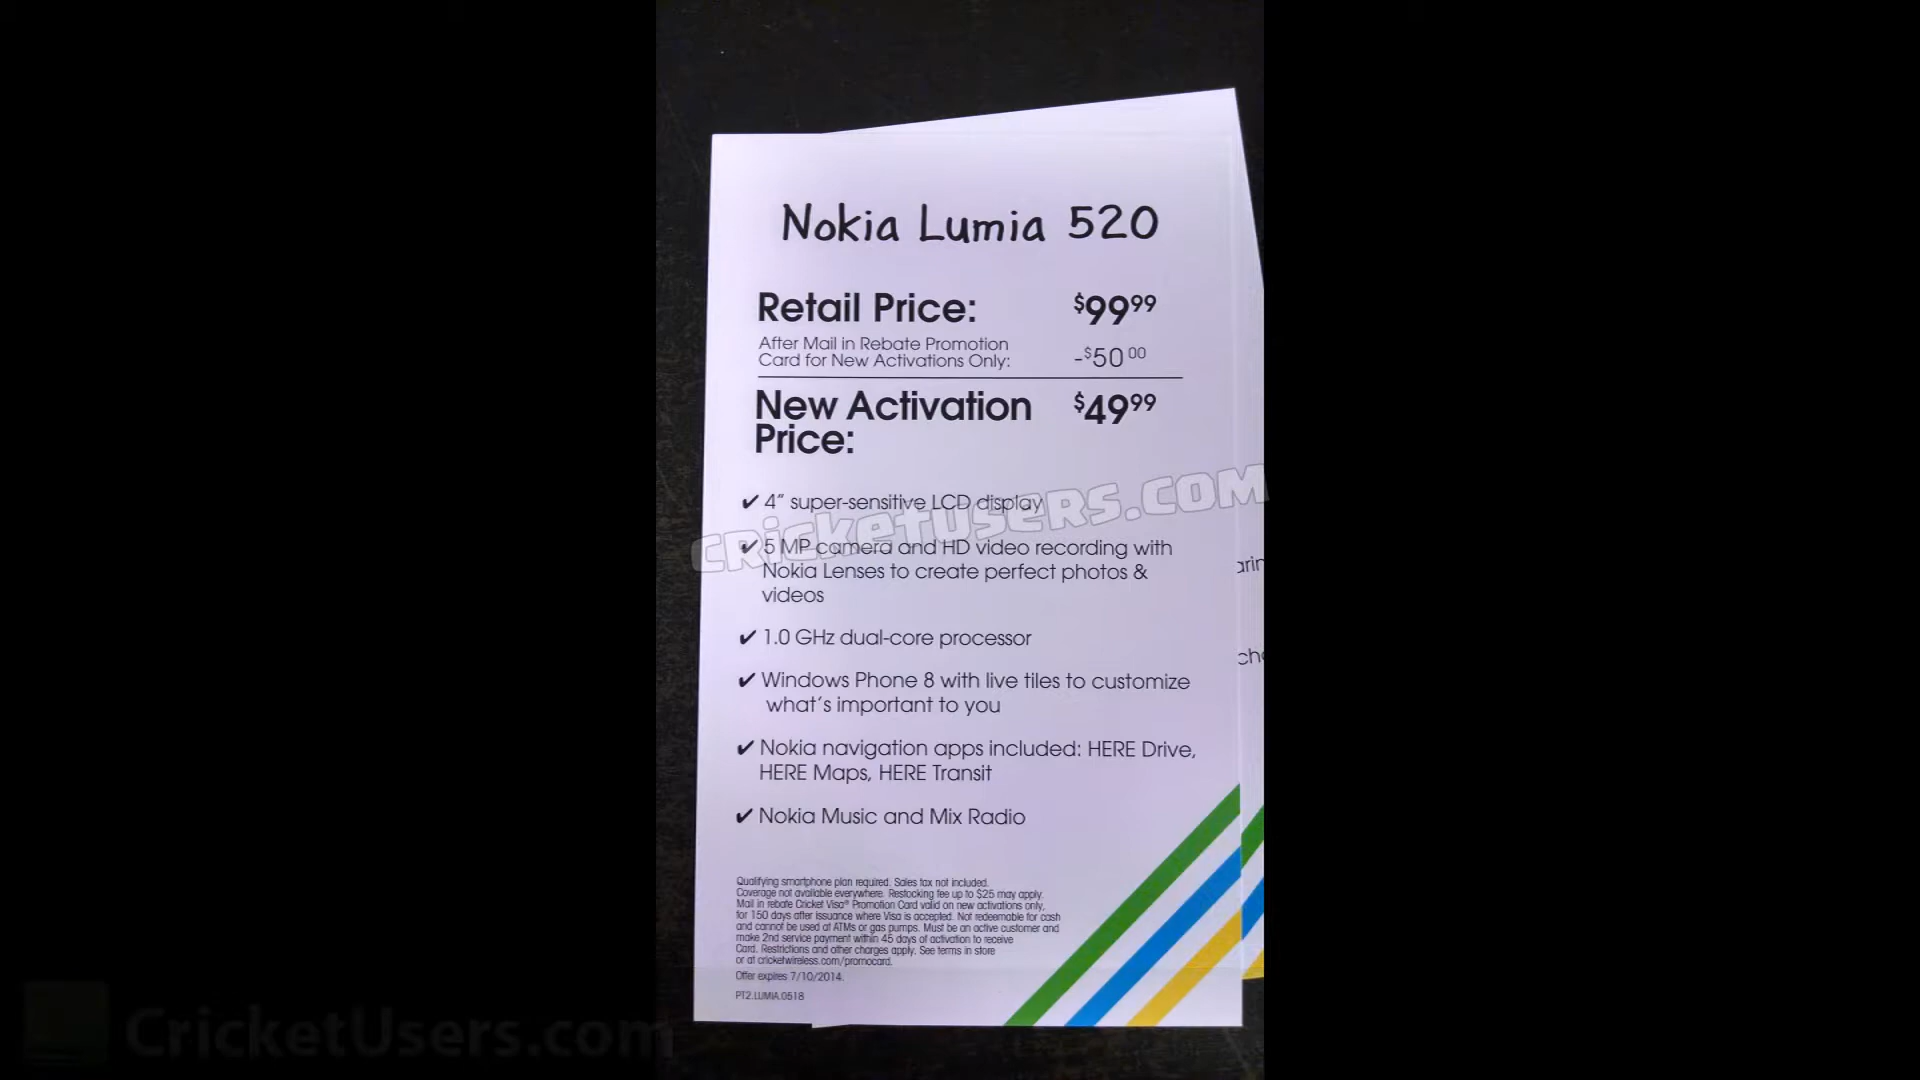 Nokia Lumia 520
Retail Price: $99.99
After Mail in Rebate Promotion
Card for New Activations Only: -$50.00
New Activation $49.99
Price:
✔ 4" super-sensitive LCD display
CRICKETUSERS.COM
✔ 5 MP camera and HD video recording with
Nokia Lenses to create perfect photos &
videos
✔ 1.0 GHz dual-core processor
✔ Windows Phone 8 with live tiles to customize
what's important to you
✔ Nokia navigation apps included: HERE Drive,
HERE Maps, HERE Transit
✔ Nokia Music and Mix Radio
Qualifying smartphone plan required. Sales tax not included.
Coverage not available everywhere. Restocking fee up to $25 may apply.
Mail in rebate Cricket Visa® Promotion Card valid on new activations only,
for 150 days after issuance where Visa is accepted. Not redeemable for cash
and cannot be used at ATMs or gas pumps. Must be an active customer and
make 2nd service payment within 45 days of activation to receive
Card. Restrictions and other charges apply. See terms in store
or at cricketwireless.com/promocard.
Offer expires 7/10/2014.
PT2.LUMIA.0518
CricketUsers.com